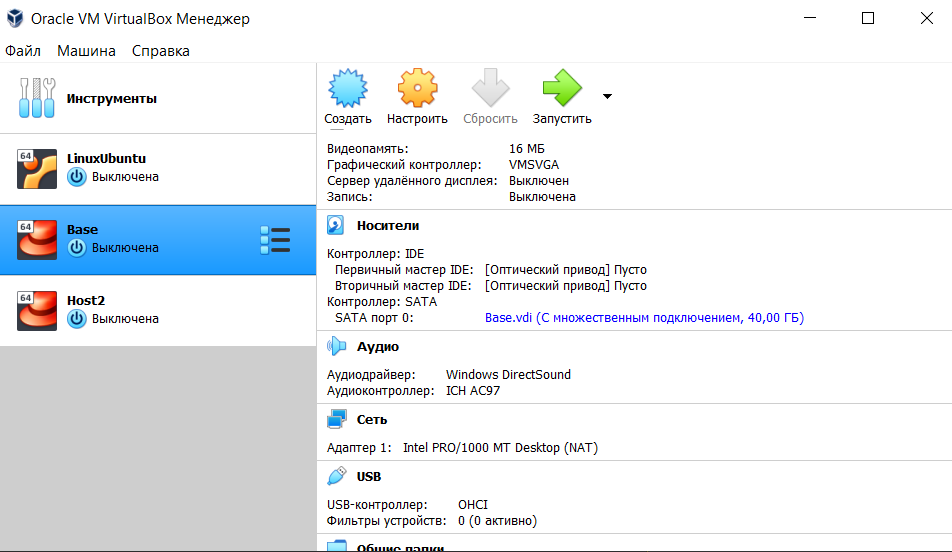 Oracle VM VirtualBox Менеджер
Файл Машина Справка
Инструменты
64
LinuxUbuntu
Выключена
64
Base
Выключена
64
Host2
Выключена
Создать Настроить Сбросить Запустить
Видеопамять: 16 МБ
Графический контроллер: VMSVGA
Сервер удалённого дисплея: Выключен
Запись: Выключена
Носители
Контроллер: IDE
Первичный мастер IDE: [Оптический привод] Пусто
Вторичный мастер IDE: [Оптический привод] Пусто
Контроллер: SATA
SATA порт 0: Base.vdi (С множественным подключением, 40,00 ГБ)
Аудио
Аудиодрайвер: Windows DirectSound
Аудиоконтроллер: ICH AC97
Сеть
Адаптер 1: Intel PRO/1000 MT Desktop (NAT)
USB
USB-контроллер: OHCI
Фильтры устройств: 0 (0 активно)
Общие папки